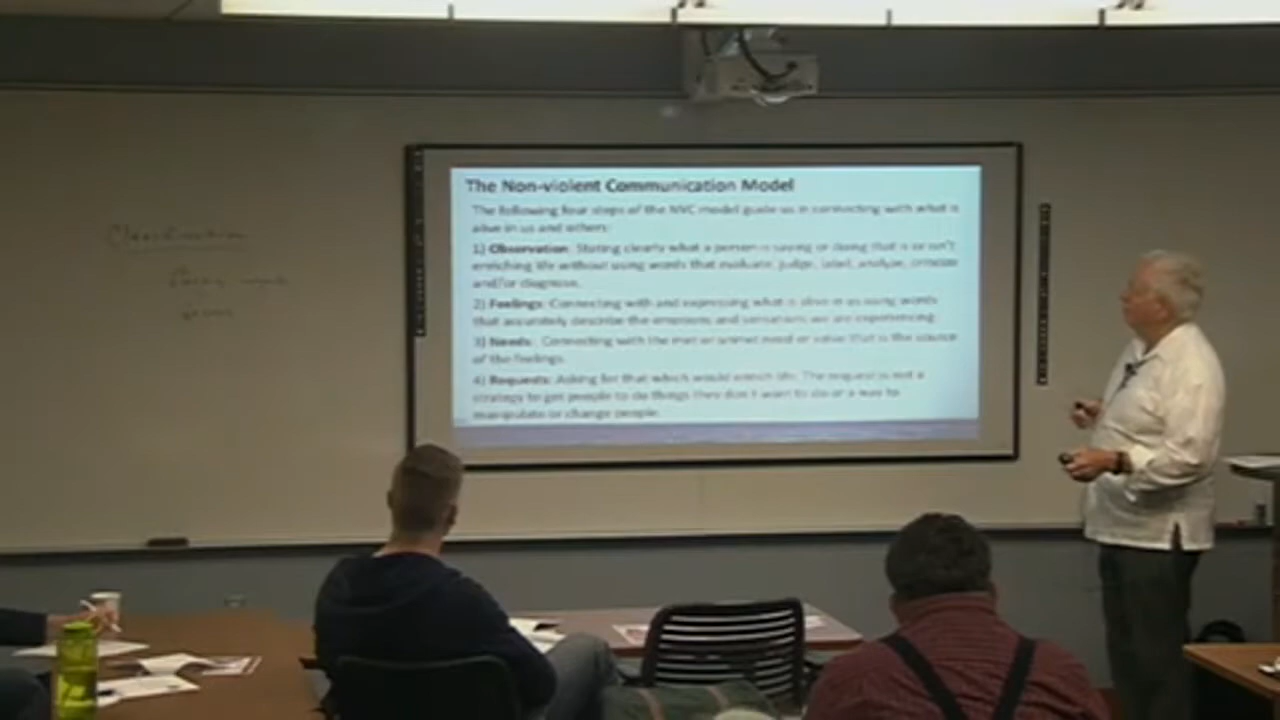 The Non-violent Communication Model
The following four steps of the NVC model guide us in connecting with what is
alive in us and others:
1) Observation: Stating clearly what a person is saying or doing that is or isn't
enriching life without using words that evaluate, judge, label, analyze, criticize
and/or diagnose.
2) Feelings: Connecting with and expressing what is alive in us using words
that accurately describe the emotions and sensations we are experiencing
3) Needs: Connecting with the met or unmet need or value that is the source
of the feelings.
4) Requests: Asking for that which would enrich life. The request is not a
strategy to get people to do things they don't want to do or a way to
manipulate or change people.